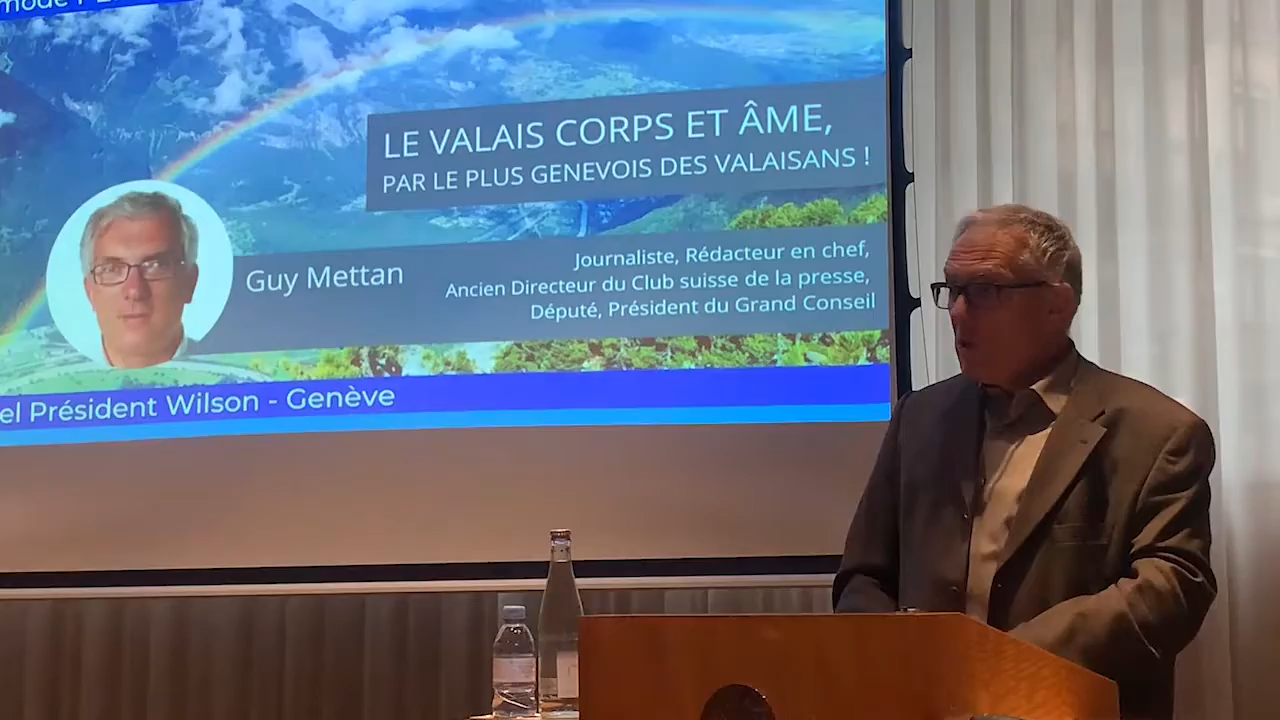 LE VALAIS CORPS ET ÂME,
PAR LE PLUS GENEVOIS DES VALAISANS !
Guy Mettan
Journaliste, Rédacteur en chef,
Ancien Directeur du Club suisse de la presse,
Député, Président du Grand Conseil
el Président Wilson - Genève